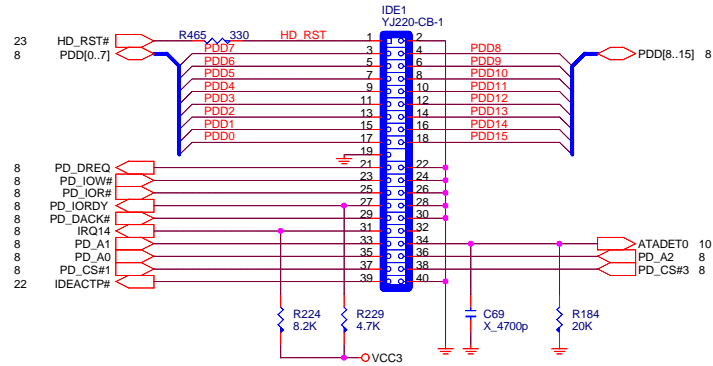 IDE1
YJ220-CB-1
23 HD_RST# R465 330 HD_RST 1 2
8 PDD[0..7] PDD7 3 4 PDD8 PDD[8..15] 8
PDD6 5 6 PDD9
PDD5 7 8 PDD10
PDD4 9 10 PDD11
PDD3 11 12 PDD12
PDD2 13 14 PDD13
PDD1 15 16 PDD14
PDD0 17 18 PDD15
19
8 PD_DREQ 21 22
8 PD_IOW# 23 24
8 PD_IOR# 25 26
8 PD_IORDY 27 28
8 PD_DACK# 29 30
8 IRQ14 31 32
8 PD_A1 33 34 ATADET0 10
8 PD_A0 35 36 PD_A2 8
8 PD_CS#1 37 38 PD_CS#3 8
22 IDEACTP# 39 40
R224 R229 C69 R184
8.2K 4.7K X_4700p 20K
VCC3